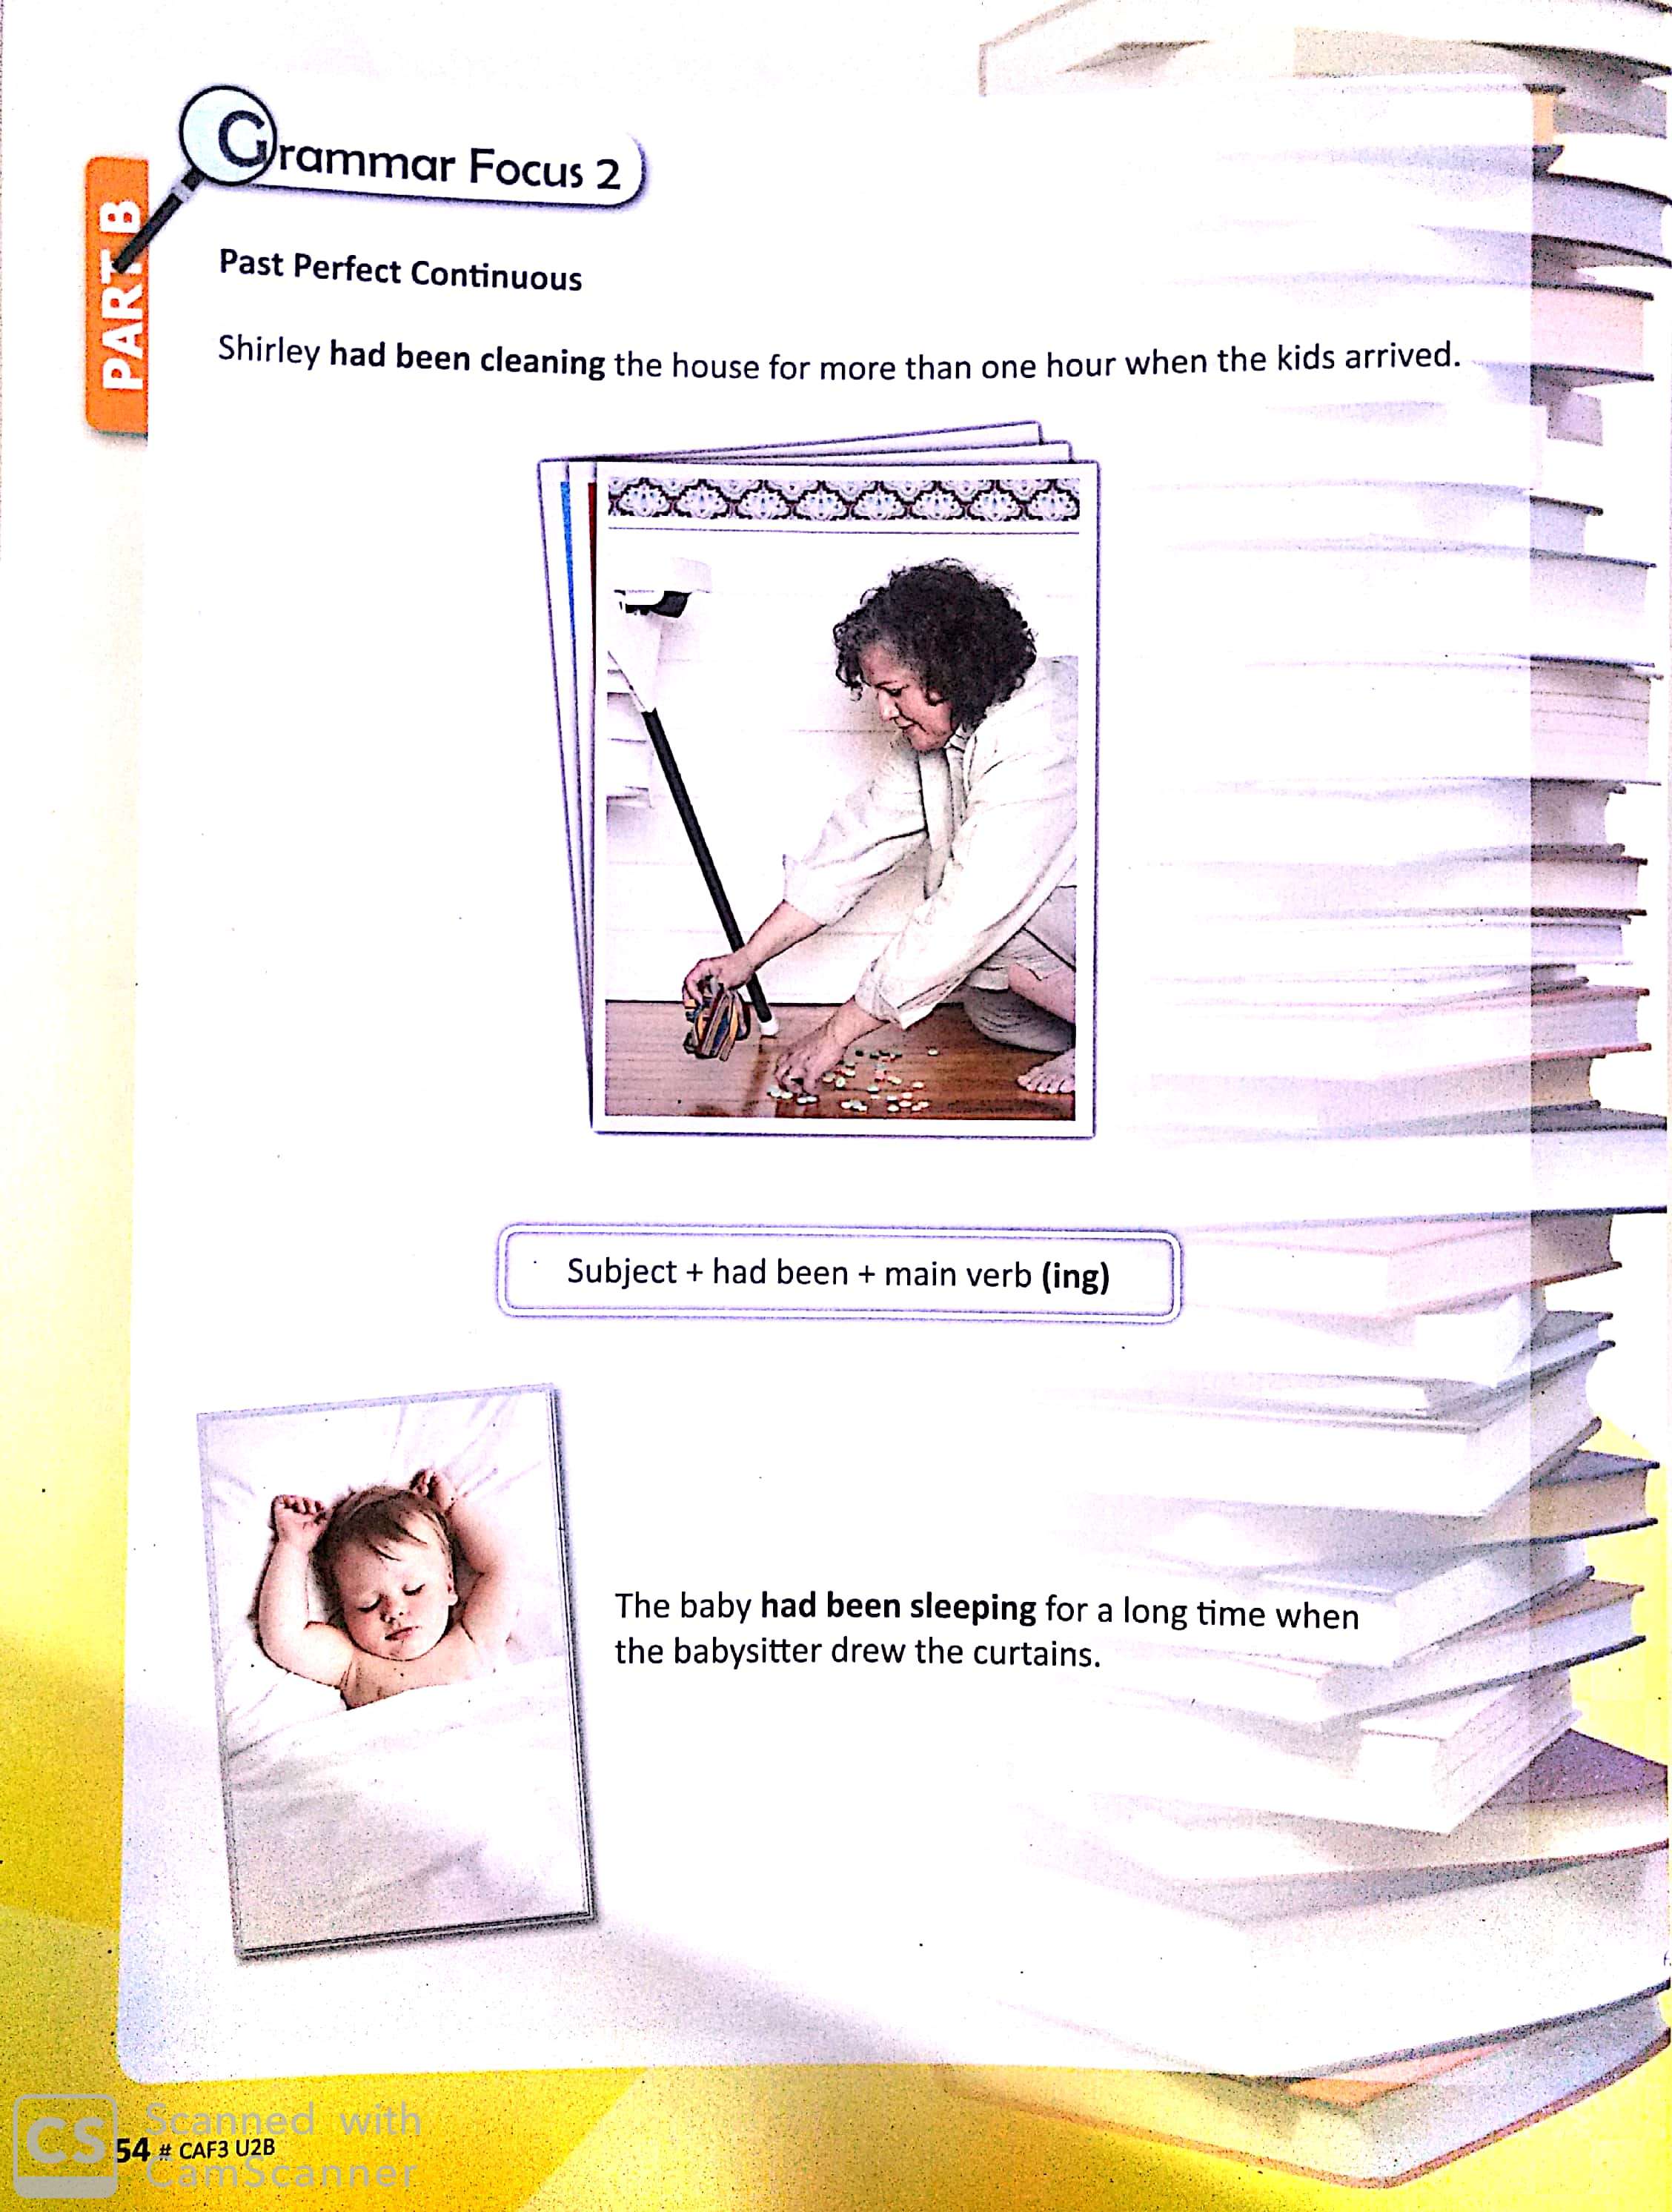 PART B
Grammar Focus 2
Past Perfect Continuous
Shirley had been cleaning the house for more than one hour when the kids arrived.
Subject + had been + main verb (ing)
The baby had been sleeping for a long time when
the babysitter drew the curtains.
CS Scanned with
CamScanner
54 # CAF3 U2B